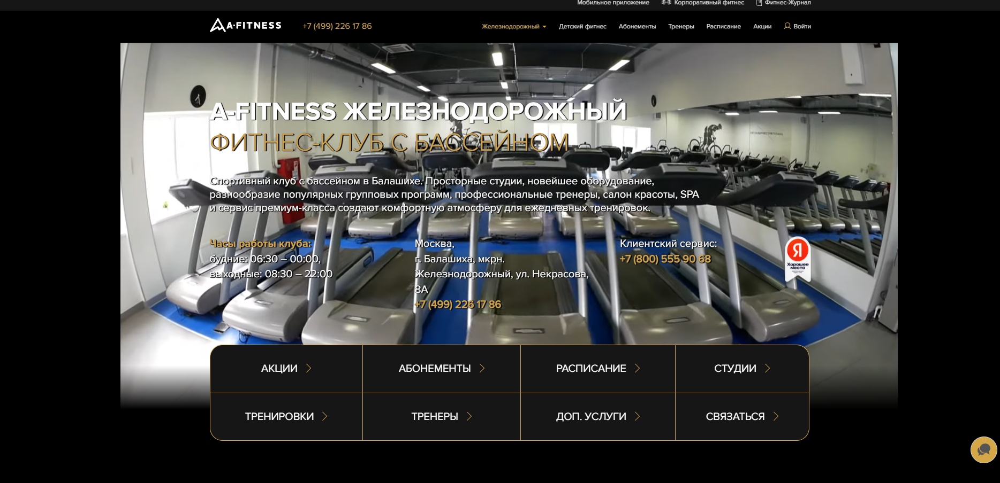 Мобильное приложение
Корпоративный фитнес
Фитнес-Журнал
A·FITNESS
+7 (499) 226 17 86
Железнодорожный
Детский фитнес
Абонементы
Тренеры
Расписание
Акции
Войти
A-FITNESS ЖЕЛЕЗНОДОРОЖНЫЙ
ФИТНЕС-КЛУБ С БАССЕЙНОМ
Спортивный клуб с бассейном в Балашихе. Просторные студии, новейшее оборудование,
разнообразие популярных групповых программ, профессиональные тренеры, салон красоты, SPA
и сервис премиум-класса создают комфортную атмосферу для ежедневных тренировок.
Часы работы клуба:
будние: 06:30 – 00:00,
выходные: 08:30 – 22:00
Москва,
г. Балашиха, мкрн.
Железнодорожный, ул. Некрасова,
8А
+7 (499) 226 17 86
Клиентский сервис:
+7 (800) 555 90 68
Я
Хорошее
место
АКЦИИ
АБОНЕМЕНТЫ
РАСПИСАНИЕ
СТУДИИ
ТРЕНИРОВКИ
ТРЕНЕРЫ
ДОП. УСЛУГИ
СВЯЗАТЬСЯ